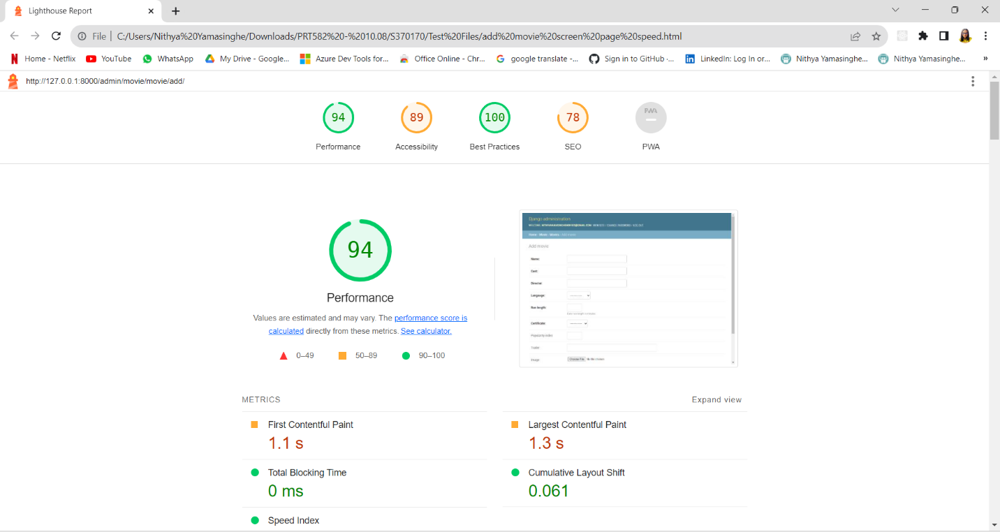 Lighthouse Report
File | C:/Users/Nithya%20Yamasinghe/Downloads/PRT582%20-%2010.08/S370170/Test%20Files/add%20movie%20screen%20page%20speed.html
Home - Netflix YouTube WhatsApp My Drive - Google... Azure Dev Tools for... Office Online - Chr... google translate -... Sign in to GitHub ·... LinkedIn: Log In or... Nithya Yamasinghe... Nithya Yamasinghe... »
http://127.0.0.1:8000/admin/movie/movie/add/
94 89 100 78 PWA
Performance Accessibility Best Practices SEO PWA
94
Performance
Values are estimated and may vary. The performance score is
calculated directly from these metrics. See calculator.
0–49 50–89 90–100
Django administration
Home › Movie › Movies › Add movie
Add movie
Name:
Cast:
Director:
Language:
Run length:
Certificate:
Popularity index:
Trailer:
Image:
Choose File No file chosen
METRICS Expand view
First Contentful Paint Largest Contentful Paint
1.1 s 1.3 s
Total Blocking Time Cumulative Layout Shift
0 ms 0.061
Speed Index